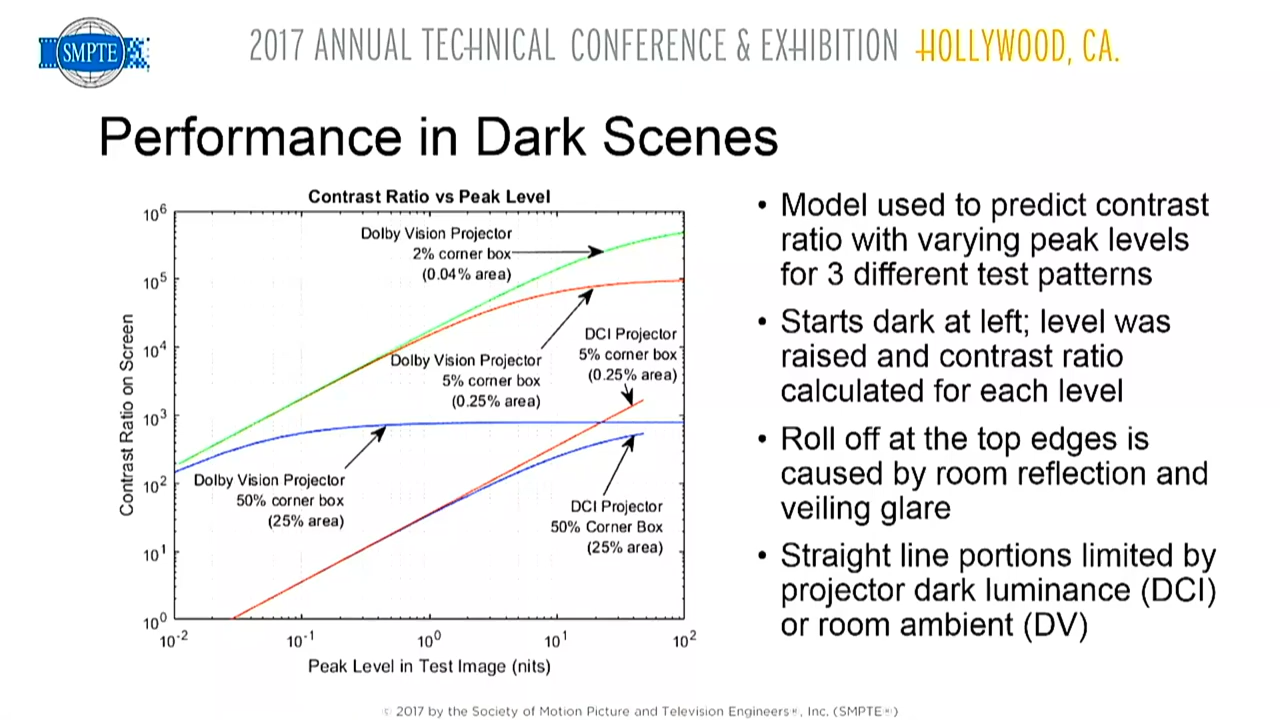 SMPTE
2017 ANNUAL TECHNICAL CONFERENCE & EXHIBITION HOLLYWOOD, CA.
Performance in Dark Scenes
Contrast Ratio vs Peak Level
Contrast Ratio on Screen
10^6
10^5
10^4
10^3
10^2
10^1
10^0
Dolby Vision Projector
2% corner box
(0.04% area)
DCI Projector
5% corner box
(0.25% area)
Dolby Vision Projector
5% corner box
(0.25% area)
Dolby Vision Projector
50% corner box
(25% area)
DCI Projector
50% Corner Box
(25% area)
10^-2
10^-1
10^0
10^1
10^2
Peak Level in Test Image (nits)
• Model used to predict contrast
ratio with varying peak levels
for 3 different test patterns
• Starts dark at left; level was
raised and contrast ratio
calculated for each level
• Roll off at the top edges is
caused by room reflection and
veiling glare
• Straight line portions limited by
projector dark luminance (DCI)
or room ambient (DV)
© 2017 by the Society of Motion Picture and Television Engineers®, Inc. (SMPTE®)